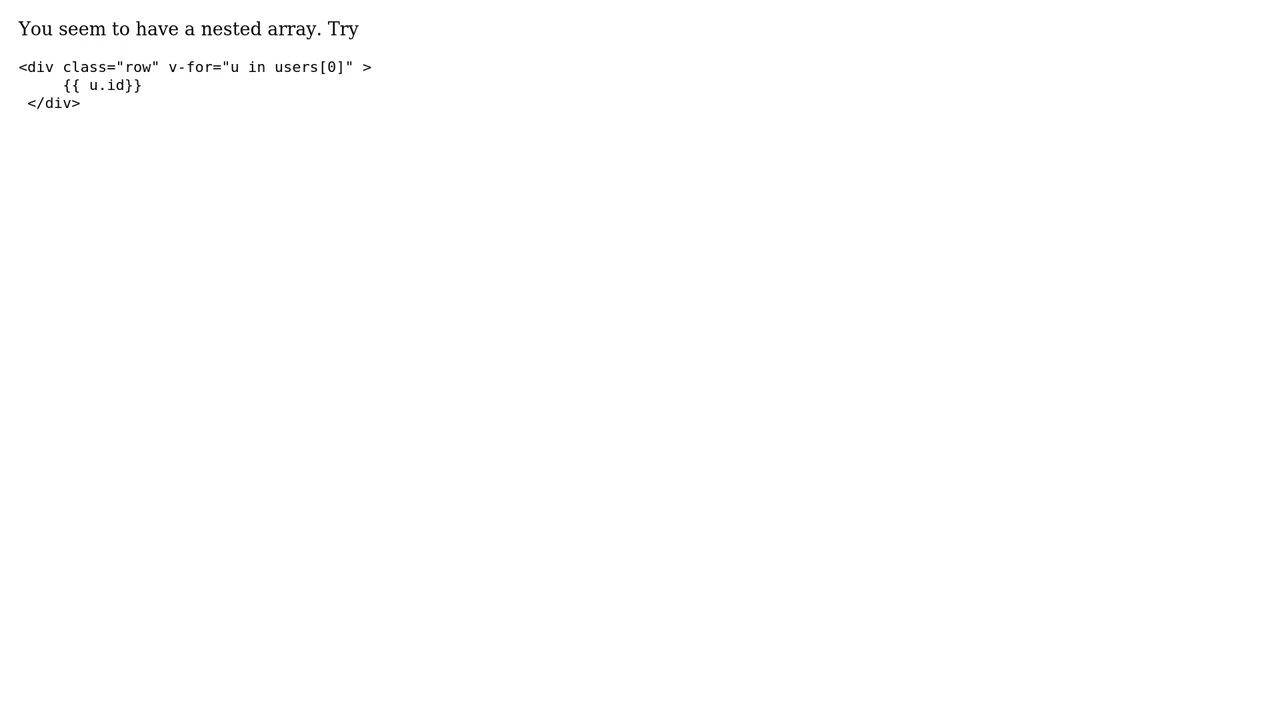 You seem to have a nested array. Try
<div class="row" v-for="u in users[0]" >
     {{ u.id}}
 </div>